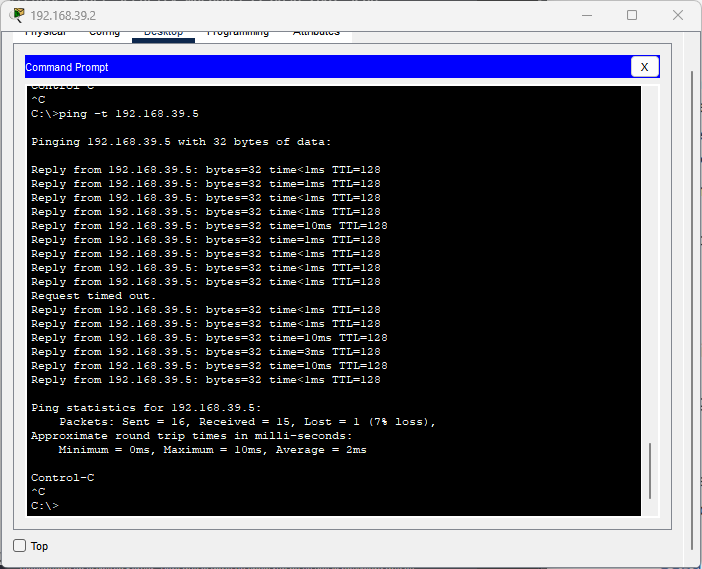 192.168.39.2
Physical Config Desktop Programming Attributes
Command Prompt
X
Control-C
^C
C:\>ping -t 192.168.39.5
Pinging 192.168.39.5 with 32 bytes of data:
Reply from 192.168.39.5: bytes=32 time<1ms TTL=128
Reply from 192.168.39.5: bytes=32 time=1ms TTL=128
Reply from 192.168.39.5: bytes=32 time<1ms TTL=128
Reply from 192.168.39.5: bytes=32 time<1ms TTL=128
Reply from 192.168.39.5: bytes=32 time=10ms TTL=128
Reply from 192.168.39.5: bytes=32 time=1ms TTL=128
Reply from 192.168.39.5: bytes=32 time<1ms TTL=128
Reply from 192.168.39.5: bytes=32 time<1ms TTL=128
Reply from 192.168.39.5: bytes=32 time<1ms TTL=128
Request timed out.
Reply from 192.168.39.5: bytes=32 time<1ms TTL=128
Reply from 192.168.39.5: bytes=32 time<1ms TTL=128
Reply from 192.168.39.5: bytes=32 time=10ms TTL=128
Reply from 192.168.39.5: bytes=32 time=3ms TTL=128
Reply from 192.168.39.5: bytes=32 time=10ms TTL=128
Reply from 192.168.39.5: bytes=32 time<1ms TTL=128
Ping statistics for 192.168.39.5:
Packets: Sent = 16, Received = 15, Lost = 1 (7% loss),
Approximate round trip times in milli-seconds:
Minimum = 0ms, Maximum = 10ms, Average = 2ms
Control-C
^C
C:\>
Top